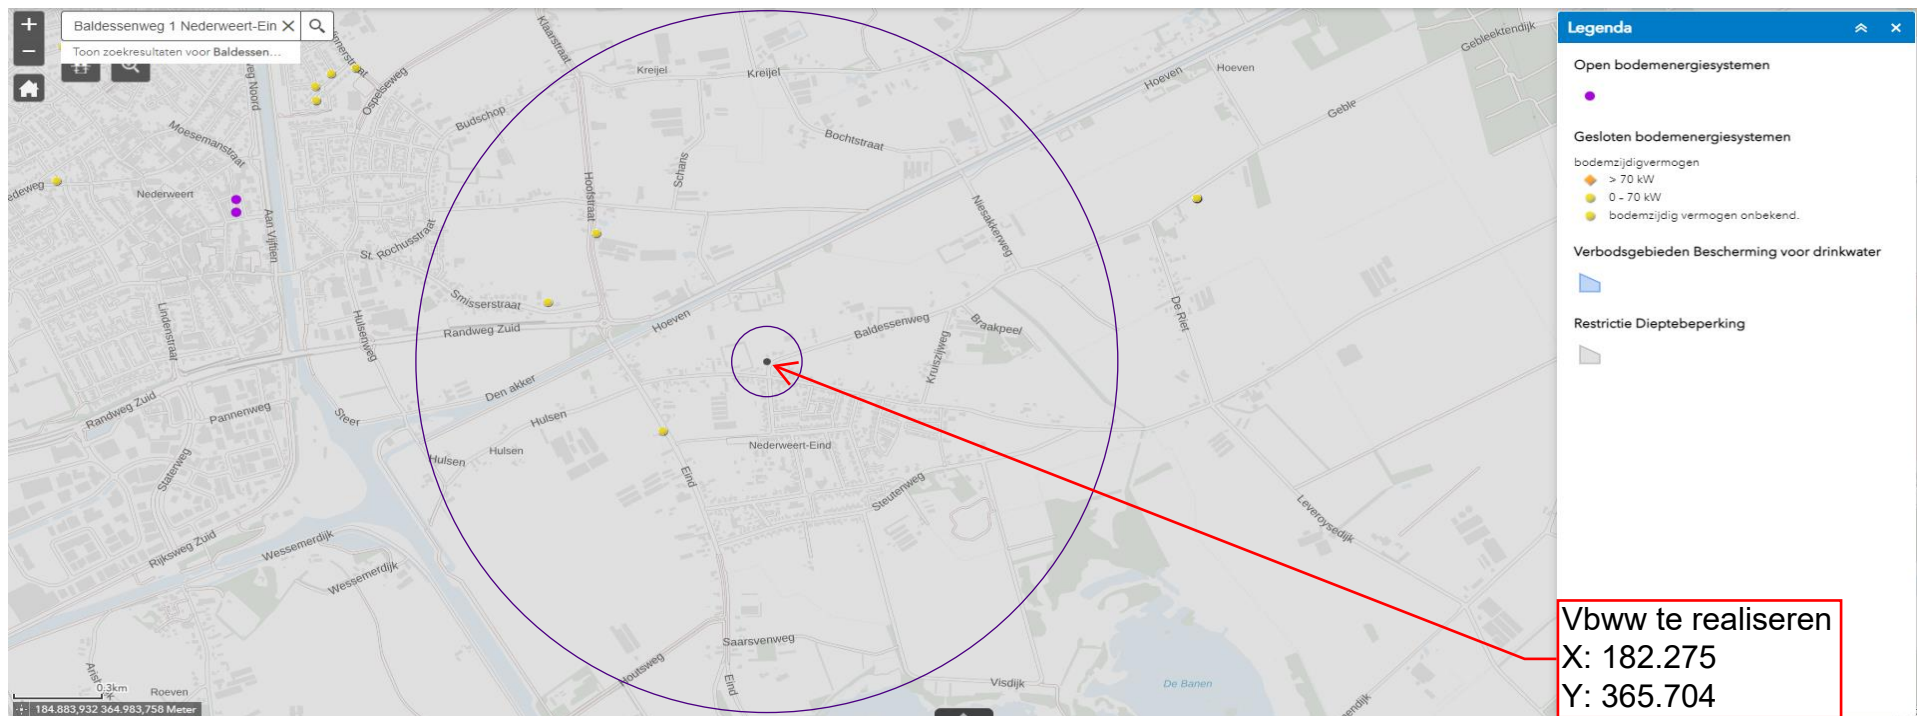 Baldessenweg 1 Nederweert-Ein
Toon zoekresultaten voor Baldessen...
Klaarstraat
Ospelseweg
Kreijel
Kreijel
Hoeven
Hoeven
Gebleektendijk
Geble
Budschop
Moesemanstraat
Bochtstraat
Schans
Hoofstraat
Nederweert
Aan Vijftien
St. Rochusstraat
Niesakkerweg
Smisserstraat
Randweg Zuid
Hoeven
Baldessenweg
Braakpeel
De Riet
Lindenstraat
Hulsenweg
Kruiszijweg
Den akker
Randweg Zuid
Pannenweg
Steer
Hulsen
Hulsen
Hulsen
Nederweert-Eind
Staterweg
Eind
Steutenweg
Leveroysedijk
Rijksweg Zuid
Wessemerdijk
Wessemerdijk
Saarsvenweg
Houtsweg
Eind
Visdijk
De Banen
Roeven
0.3km
184.883,932 364.983,758 Meter
Legenda
Open bodemenergiesystemen
Gesloten bodemenergiesystemen
bodemzijdigvermogen
> 70 kW
0 - 70 kW
bodemzijdig vermogen onbekend.
Verbodsgebieden Bescherming voor drinkwater
Restrictie Dieptebeperking
Vbww te realiseren
X: 182.275
Y: 365.704